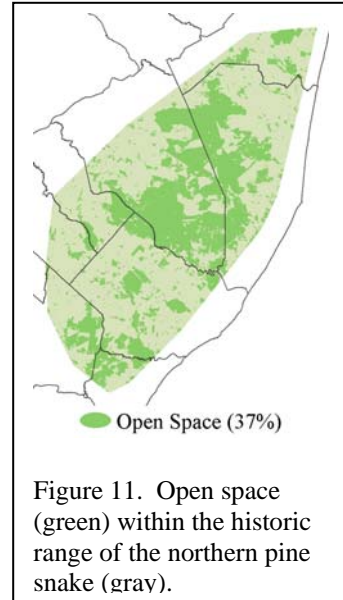 Open Space (37%)
Figure 11. Open space
(green) within the historic
range of the northern pine
snake (gray).